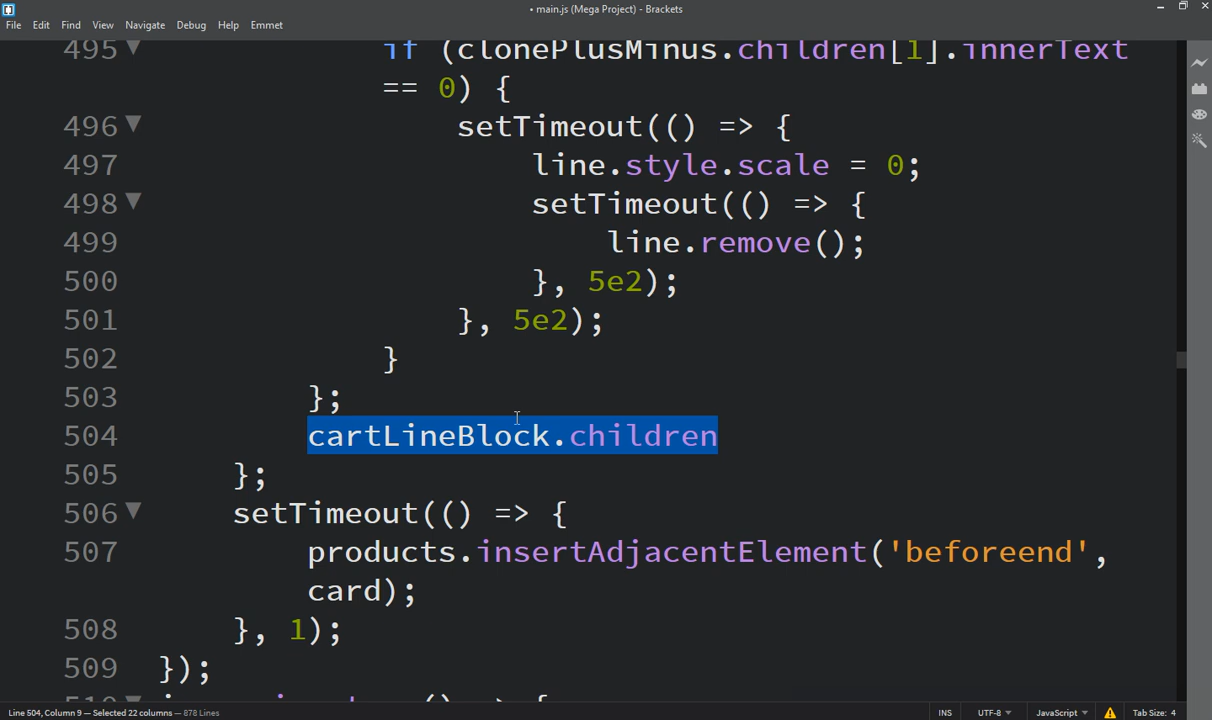 • main.js (Mega Project) - Brackets
File Edit Find View Navigate Debug Help Emmet
495 if (clonePlusMinus.children[1].innerText
== 0) {
496 setTimeout(() => {
497 line.style.scale = 0;
498 setTimeout(() => {
499 line.remove();
500 }, 5e2);
501 }, 5e2);
502 }
503 };
504 cartLineBlock.children
505 };
506 setTimeout(() => {
507 products.insertAdjacentElement('beforeend',
card);
508 }, 1);
509 });
Line 504, Column 9 — Selected 22 columns — 878 Lines INS UTF-8 JavaScript Tab Size: 4